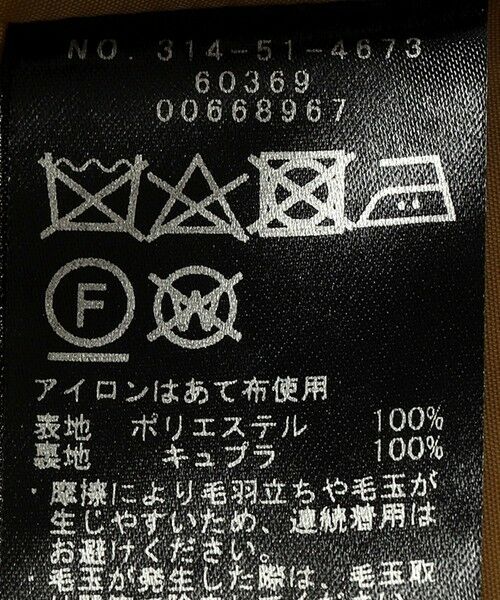 NO. 314-51-4673
60369
00668967
F
W
アイロンはあて布使用
表地 ポリエステル 100%
裏地 キュプラ 100%
・摩擦により毛羽立ちや毛玉が
生じやすいため、連続着用は
お避けください。
・毛玉が発生した際は、毛玉取